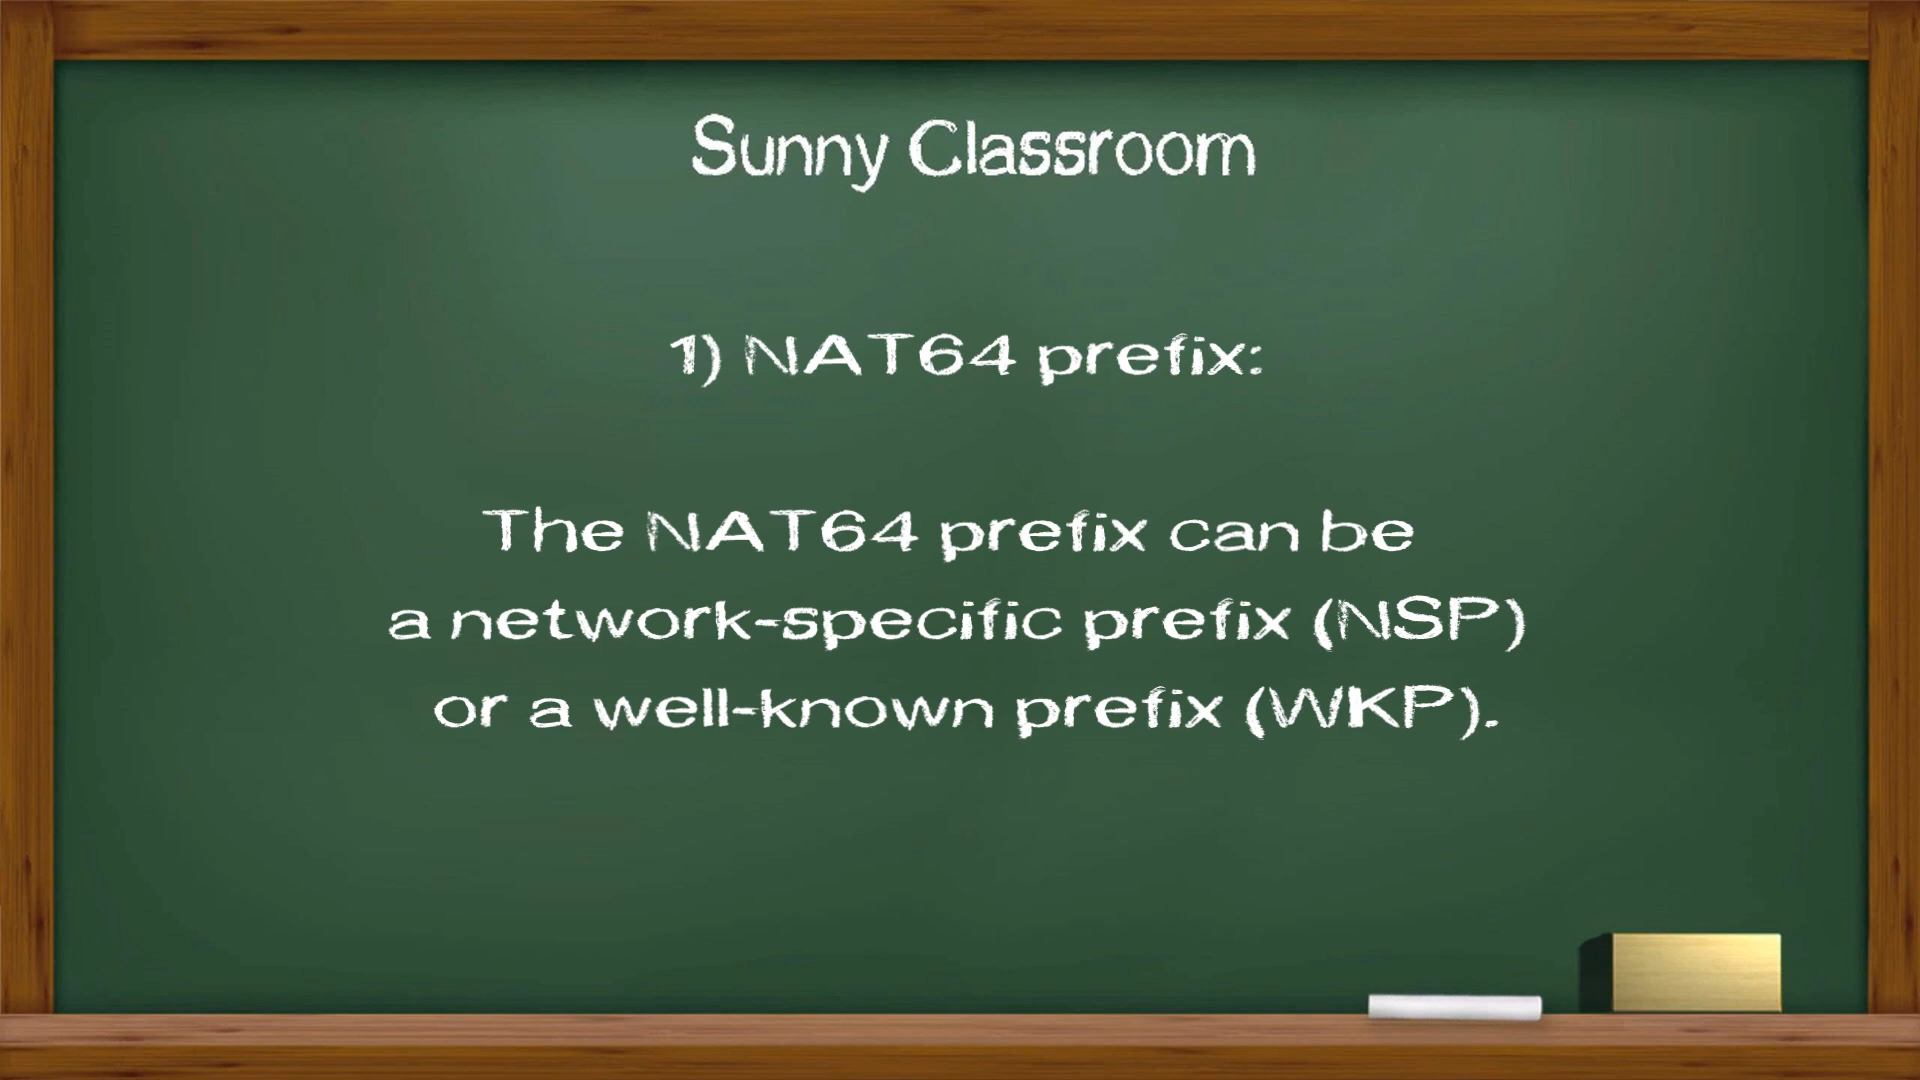 Sunny Classroom
1) NAT64 prefix:
The NAT64 prefix can be
a network-specific prefix (NSP)
or a well-known prefix (WKP).